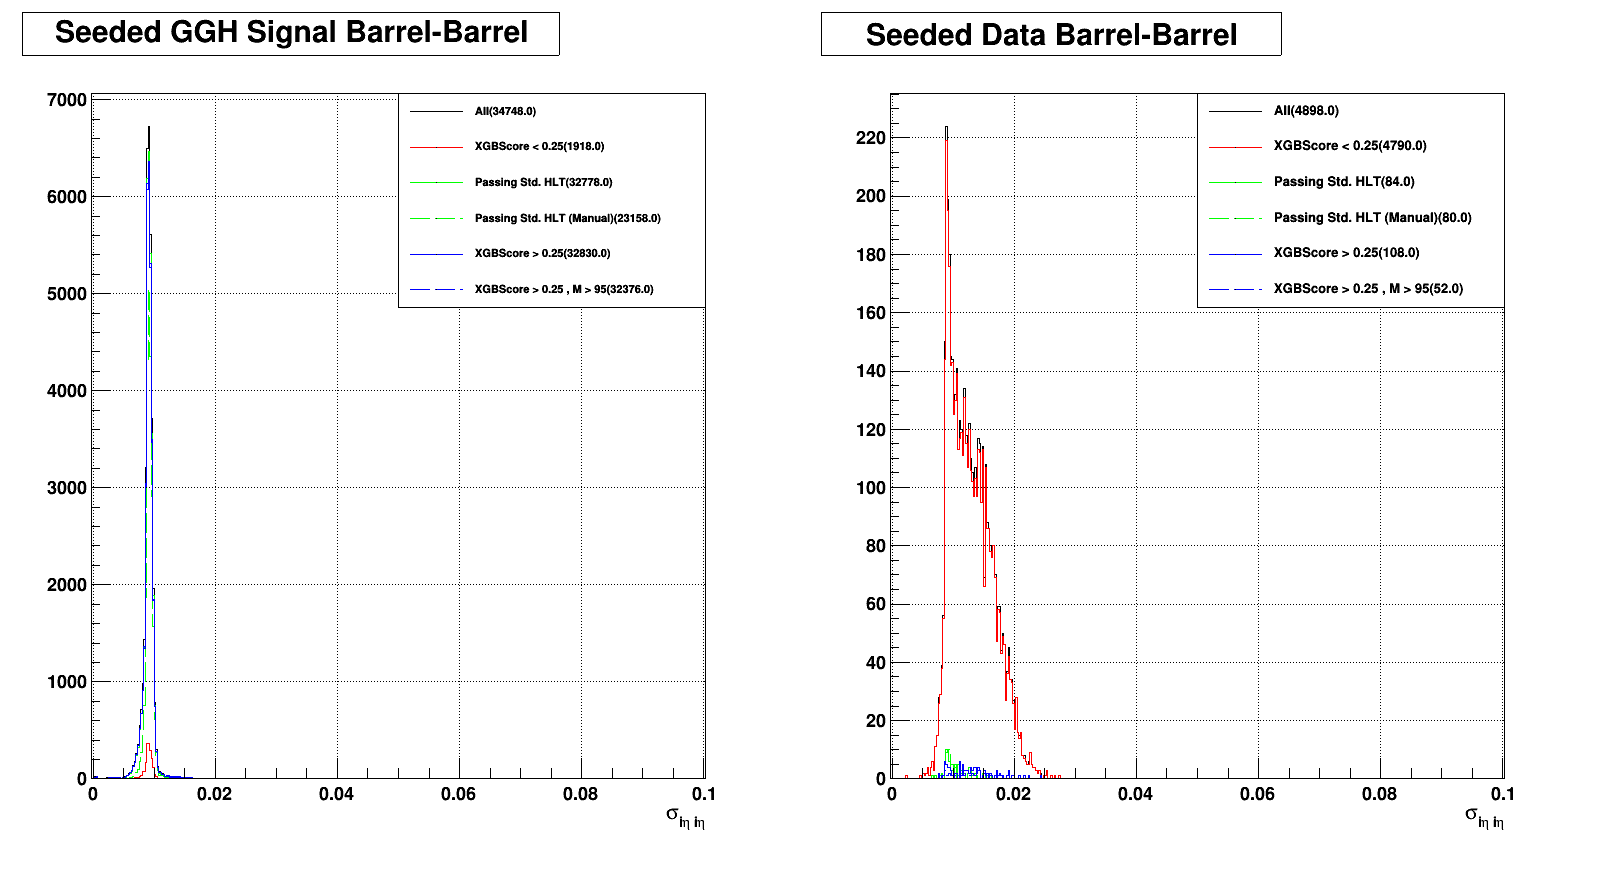 Seeded GGH Signal Barrel-Barrel
7000
6000
5000
4000
3000
2000
1000
0
All(34748.0)
XGBScore < 0.25(1918.0)
Passing Std. HLT(32778.0)
Passing Std. HLT (Manual)(23158.0)
XGBScore > 0.25(32830.0)
XGBScore > 0.25 , M > 95(32376.0)
0 0.02 0.04 0.06 0.08 0.1
σiη iη
Seeded Data Barrel-Barrel
220
200
180
160
140
120
100
80
60
40
20
0
All(4898.0)
XGBScore < 0.25(4790.0)
Passing Std. HLT(84.0)
Passing Std. HLT (Manual)(80.0)
XGBScore > 0.25(108.0)
XGBScore > 0.25 , M > 95(52.0)
0 0.02 0.04 0.06 0.08 0.1
σiη iη